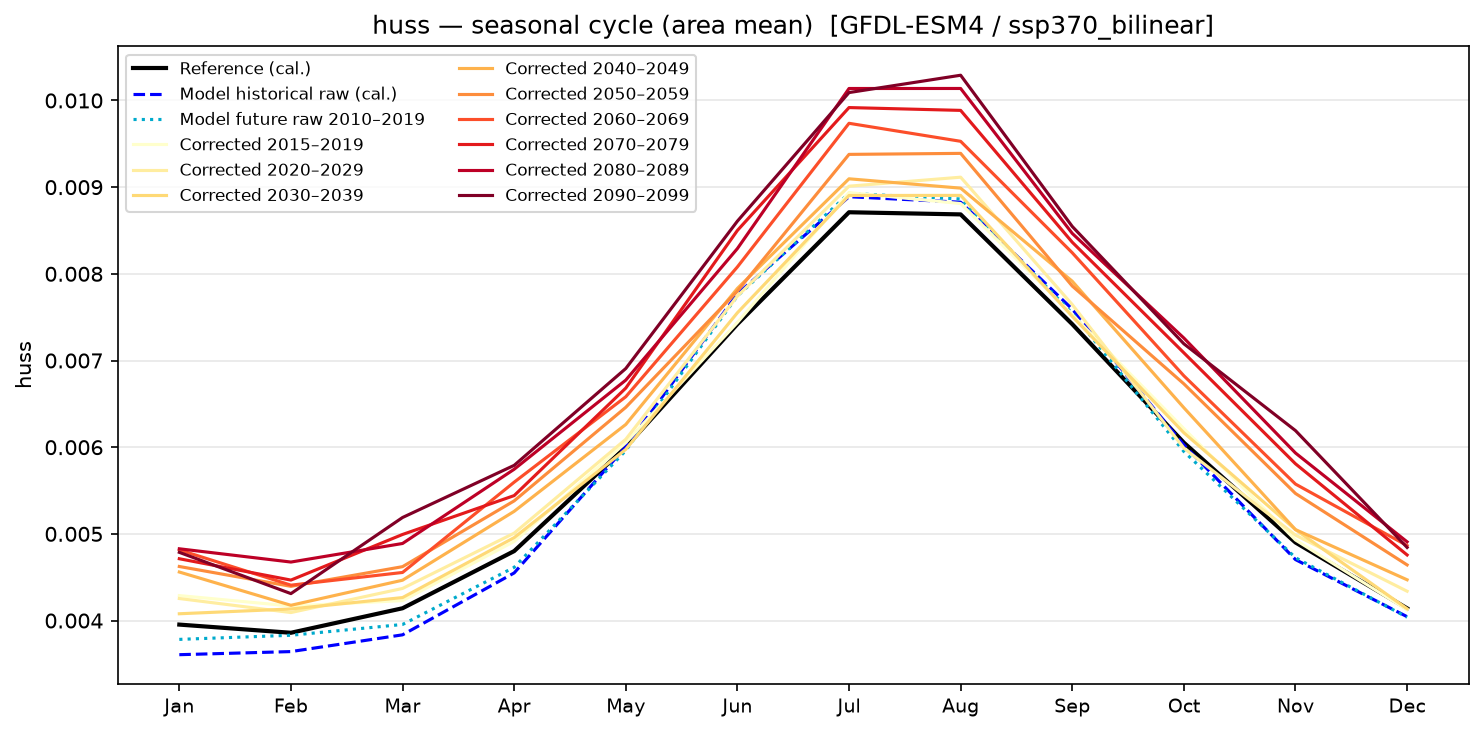 huss — seasonal cycle (area mean)  [GFDL-ESM4 / ssp370_bilinear]
Reference (cal.)
Model historical raw (cal.)
Model future raw 2010–2019
Corrected 2015–2019
Corrected 2020–2029
Corrected 2030–2039
Corrected 2040–2049
Corrected 2050–2059
Corrected 2060–2069
Corrected 2070–2079
Corrected 2080–2089
Corrected 2090–2099
huss
0.010
0.009
0.008
0.007
0.006
0.005
0.004
Jan Feb Mar Apr May Jun Jul Aug Sep Oct Nov Dec